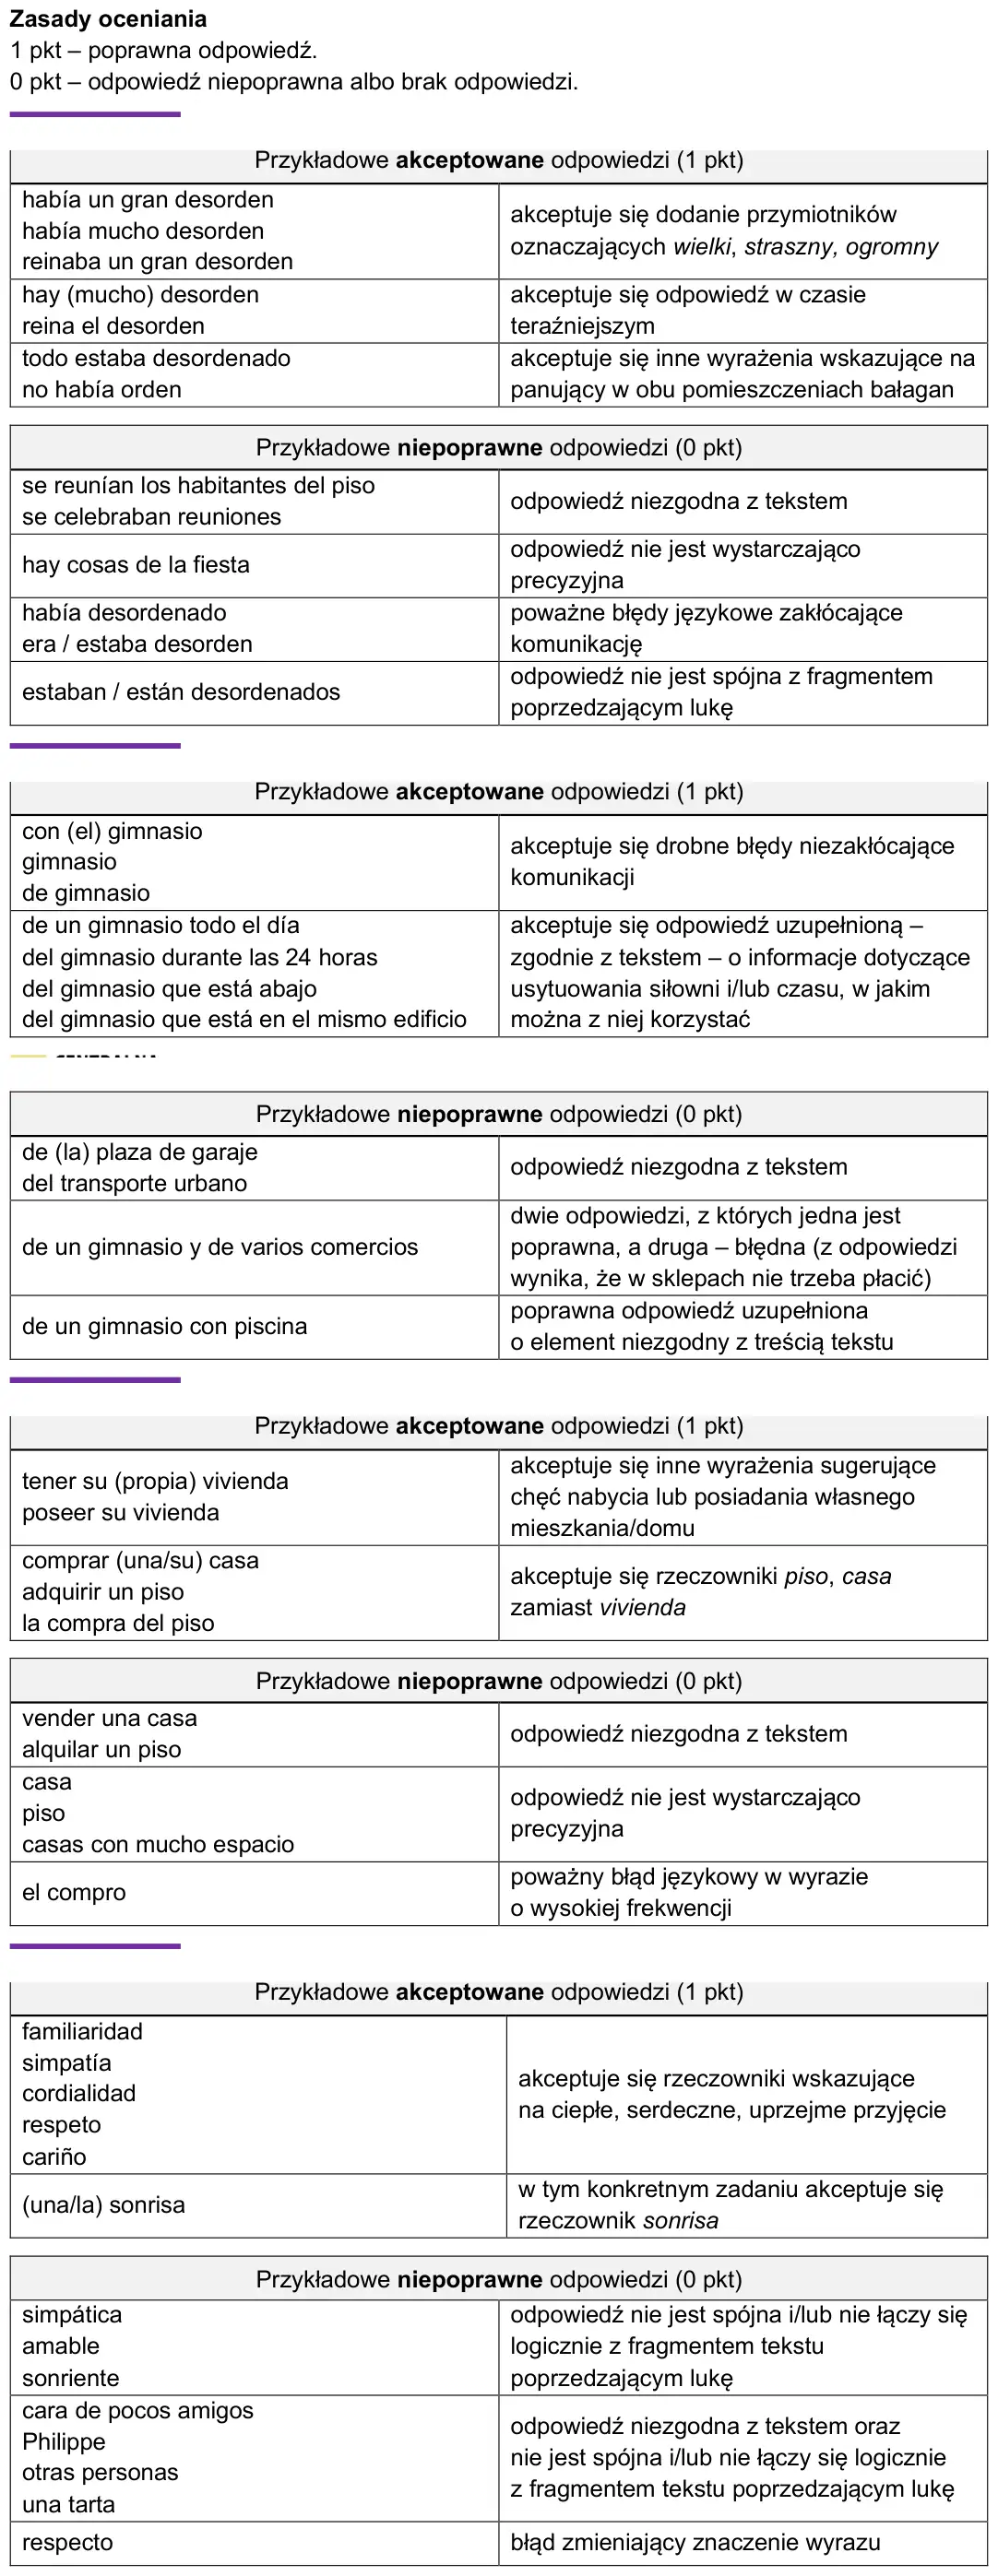 Zasady oceniania
1 pkt – poprawna odpowiedź.
0 pkt – odpowiedź niepoprawna albo brak odpowiedzi.
Przykładowe akceptowane odpowiedzi (1 pkt)
había un gran desorden
había mucho desorden
reinaba un gran desorden
akceptuje się dodanie przymiotników
oznaczających wielki, straszny, ogromny
hay (mucho) desorden
reina el desorden
akceptuje się odpowiedź w czasie
teraźniejszym
todo estaba desordenado
no había orden
akceptuje się inne wyrażenia wskazujące na
panujący w obu pomieszczeniach bałagan
Przykładowe niepoprawne odpowiedzi (0 pkt)
se reunían los habitantes del piso
se celebraban reuniones
odpowiedź niezgodna z tekstem
hay cosas de la fiesta
odpowiedź nie jest wystarczająco
precyzyjna
había desordenado
era / estaba desorden
poważne błędy językowe zakłócające
komunikację
estaban / están desordenados
odpowiedź nie jest spójna z fragmentem
poprzedzającym lukę
Przykładowe akceptowane odpowiedzi (1 pkt)
con (el) gimnasio
gimnasio
de gimnasio
akceptuje się drobne błędy niezakłócające
komunikacji
de un gimnasio todo el día
del gimnasio durante las 24 horas
del gimnasio que está abajo
del gimnasio que está en el mismo edificio
akceptuje się odpowiedź uzupełnioną –
zgodnie z tekstem – o informacje dotyczące
usytuowania siłowni i/lub czasu, w jakim
można z niej korzystać
Przykładowe niepoprawne odpowiedzi (0 pkt)
de (la) plaza de garaje
del transporte urbano
odpowiedź niezgodna z tekstem
de un gimnasio y de varios comercios
dwie odpowiedzi, z których jedna jest
poprawna, a druga – błędna (z odpowiedzi
wynika, że w sklepach nie trzeba płacić)
de un gimnasio con piscina
poprawna odpowiedź uzupełniona
o element niezgodny z treścią tekstu
Przykładowe akceptowane odpowiedzi (1 pkt)
tener su (propia) vivienda
poseer su vivienda
akceptuje się inne wyrażenia sugerujące
chęć nabycia lub posiadania własnego
mieszkania/domu
comprar (una/su) casa
adquirir un piso
la compra del piso
akceptuje się rzeczowniki piso, casa
zamiast vivienda
Przykładowe niepoprawne odpowiedzi (0 pkt)
vender una casa
alquilar un piso
odpowiedź niezgodna z tekstem
casa
piso
casas con mucho espacio
odpowiedź nie jest wystarczająco
precyzyjna
el compro
poważny błąd językowy w wyrazie
o wysokiej frekwencji
Przykładowe akceptowane odpowiedzi (1 pkt)
familiaridad
simpatía
cordialidad
respeto
cariño
akceptuje się rzeczowniki wskazujące
na ciepłe, serdeczne, uprzejme przyjęcie
(una/la) sonrisa
w tym konkretnym zadaniu akceptuje się
rzeczownik sonrisa
Przykładowe niepoprawne odpowiedzi (0 pkt)
simpática
amable
sonriente
odpowiedź nie jest spójna i/lub nie łączy się
logicznie z fragmentem tekstu
poprzedzającym lukę
cara de pocos amigos
Philippe
otras personas
una tarta
odpowiedź niezgodna z tekstem oraz
nie jest spójna i/lub nie łączy się logicznie
z fragmentem tekstu poprzedzającym lukę
respecto
błąd zmieniający znaczenie wyrazu